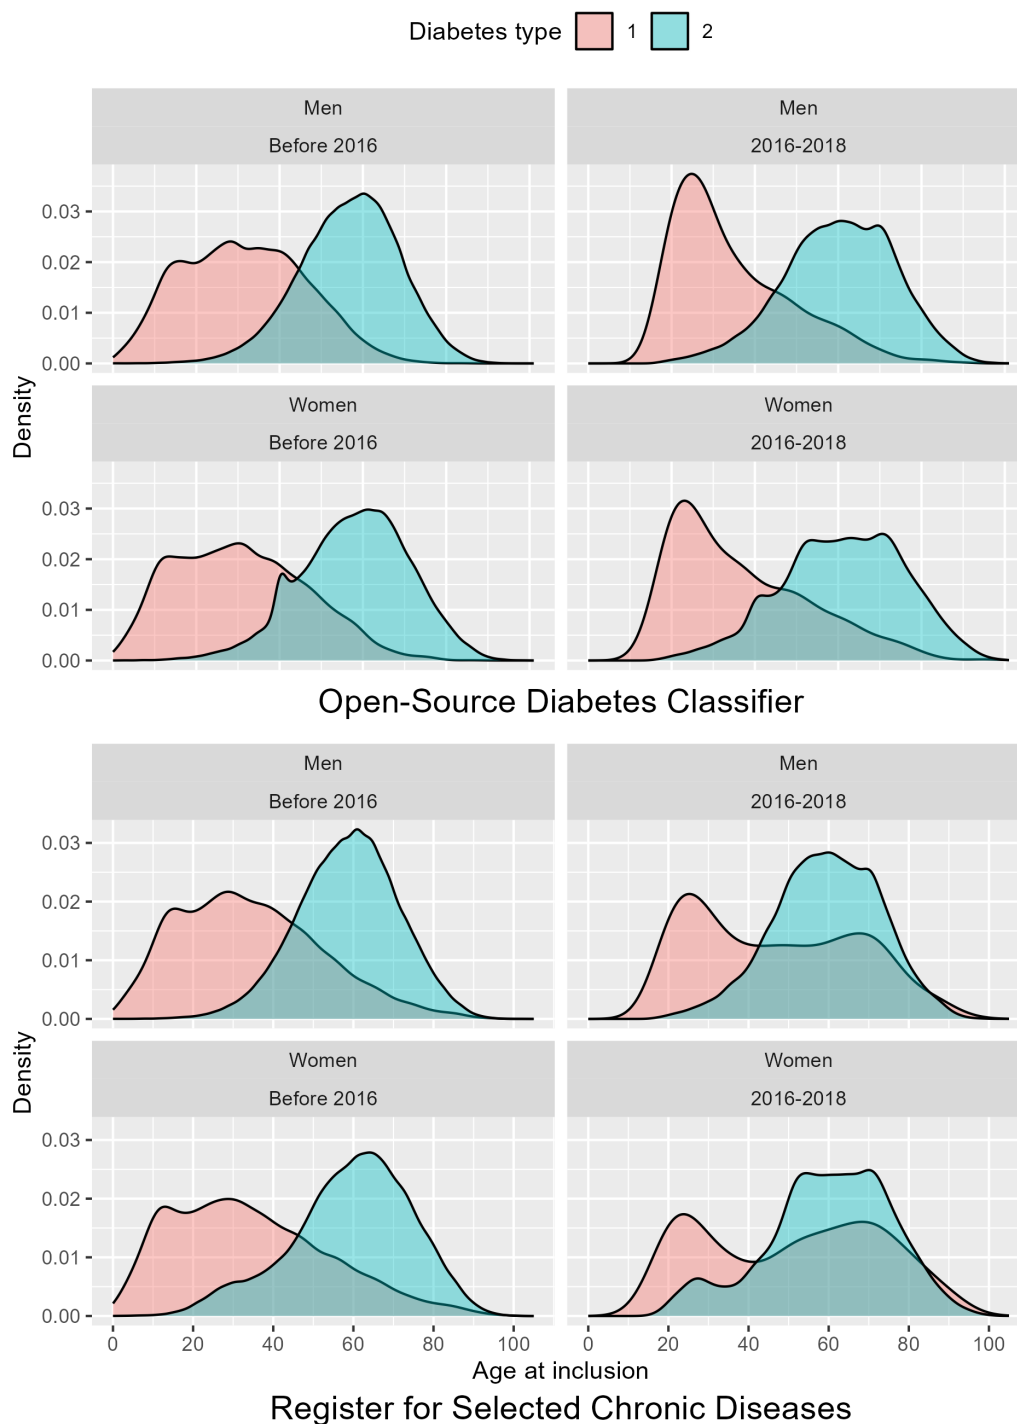 Diabetes type 1 2
Men Men
Before 2016 2016-2018
0.03
0.02
0.01
0.00
Women Women
Before 2016 2016-2018
0.03
0.02
0.01
0.00
Density
Open-Source Diabetes Classifier
Men Men
Before 2016 2016-2018
0.03
0.02
0.01
0.00
Women Women
Before 2016 2016-2018
0.03
0.02
0.01
0.00
Density
0 20 40 60 80 100 0 20 40 60 80 100
Age at inclusion
Register for Selected Chronic Diseases